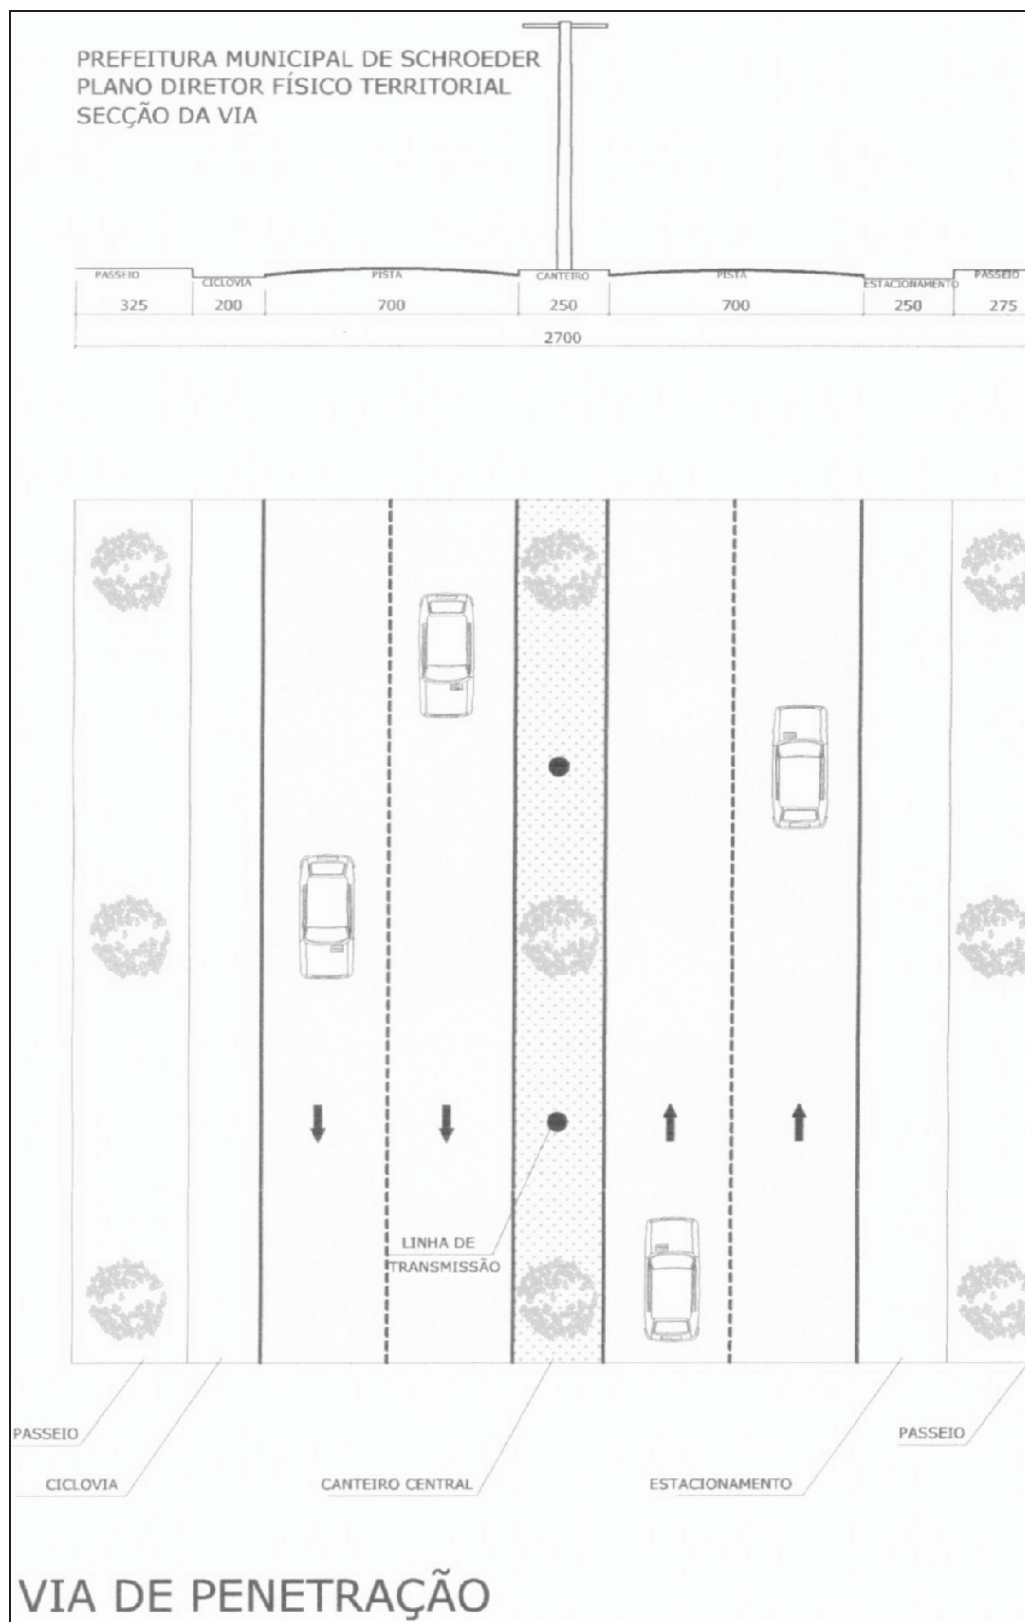 PREFEITURA MUNICIPAL DE SCHROEDER
PLANO DIRETOR FÍSICO TERRITORIAL
SECÇÃO DA VIA
PASSEIO CICLOVIA PISTA CANTEIRO PISTA ESTACIONAMENTO PASSEIO
325 200 700 250 700 250 275
2700
LINHA DE
TRANSMISSÃO
PASSEIO PASSEIO
CICLOVIA CANTEIRO CENTRAL ESTACIONAMENTO
VIA DE PENETRAÇÃO